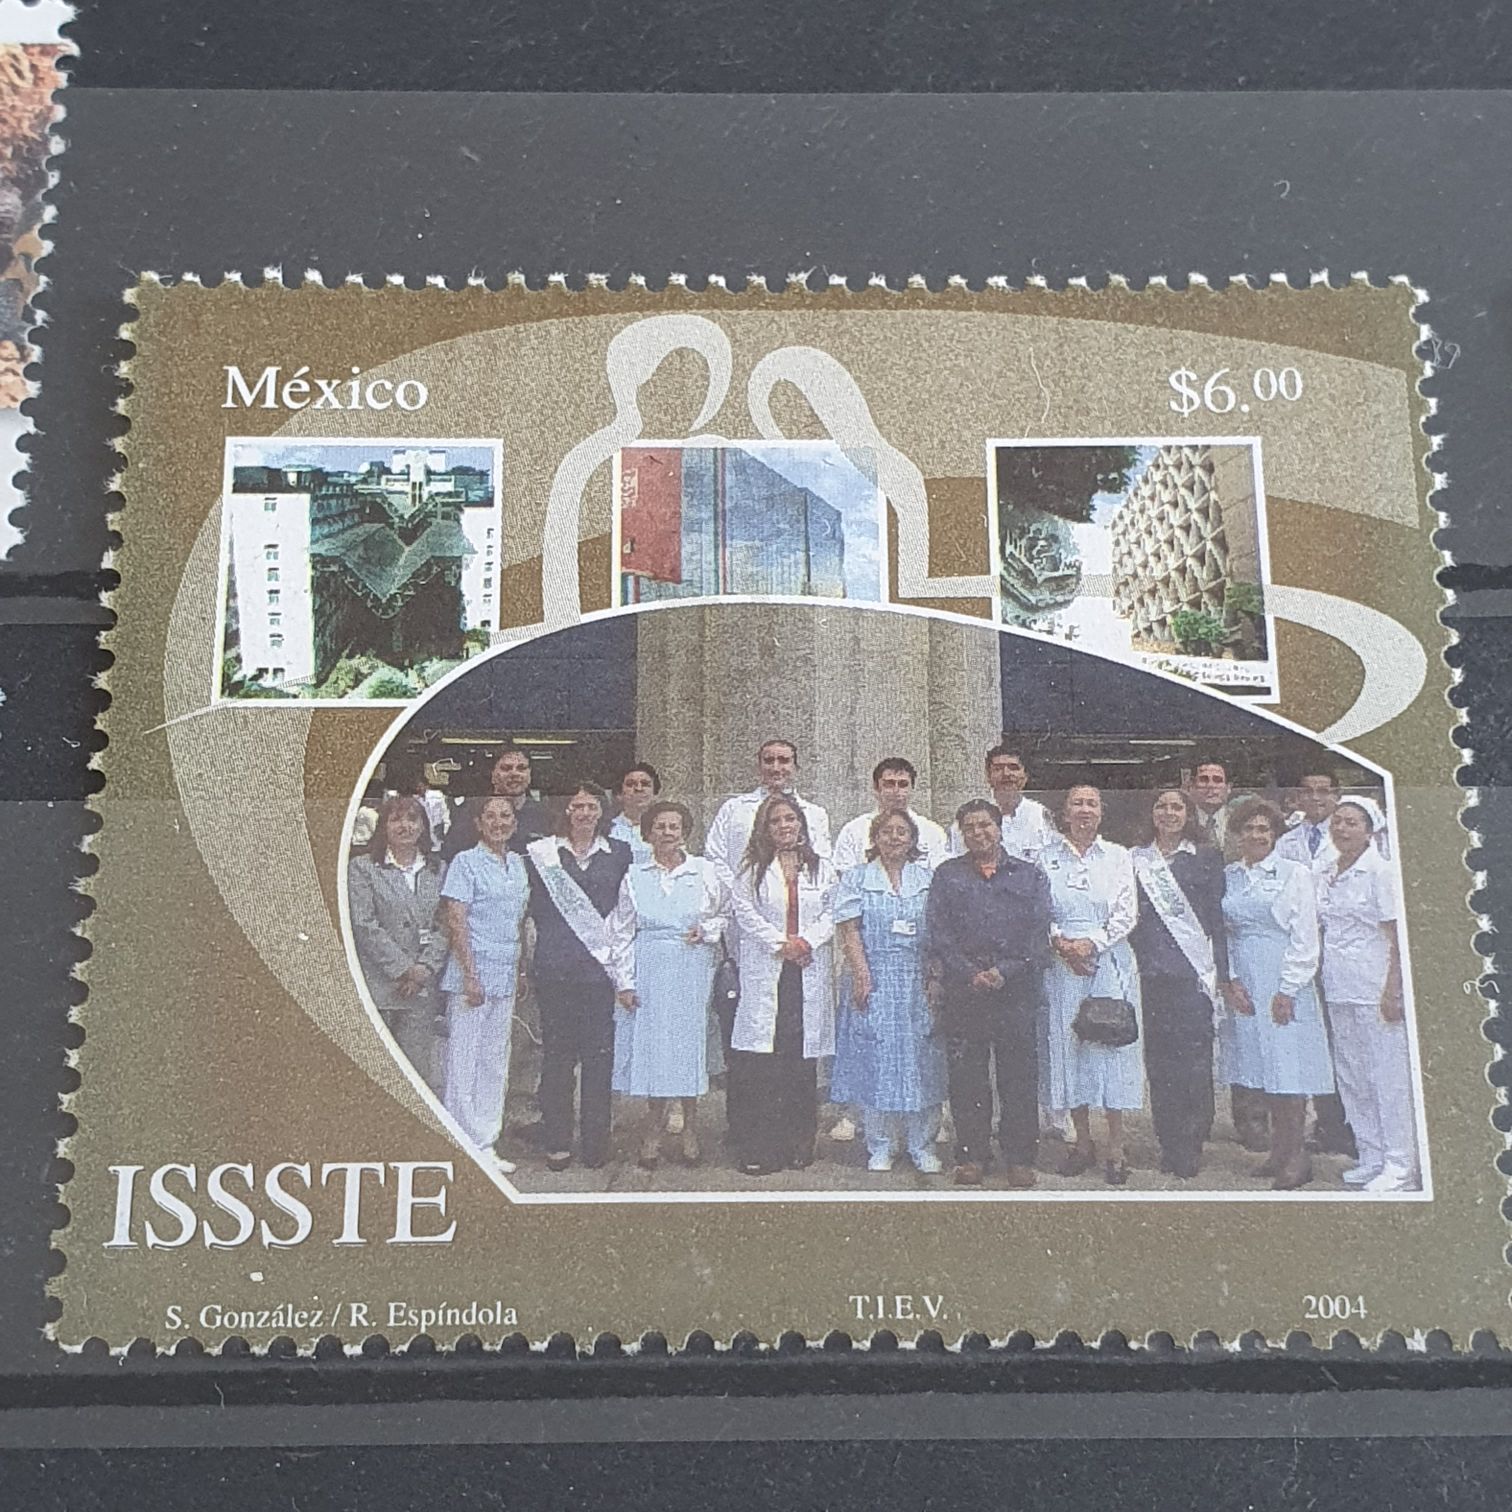 México
$6.00
ISSSTE
S. González / R. Espíndola
T.I.E.V.
2004